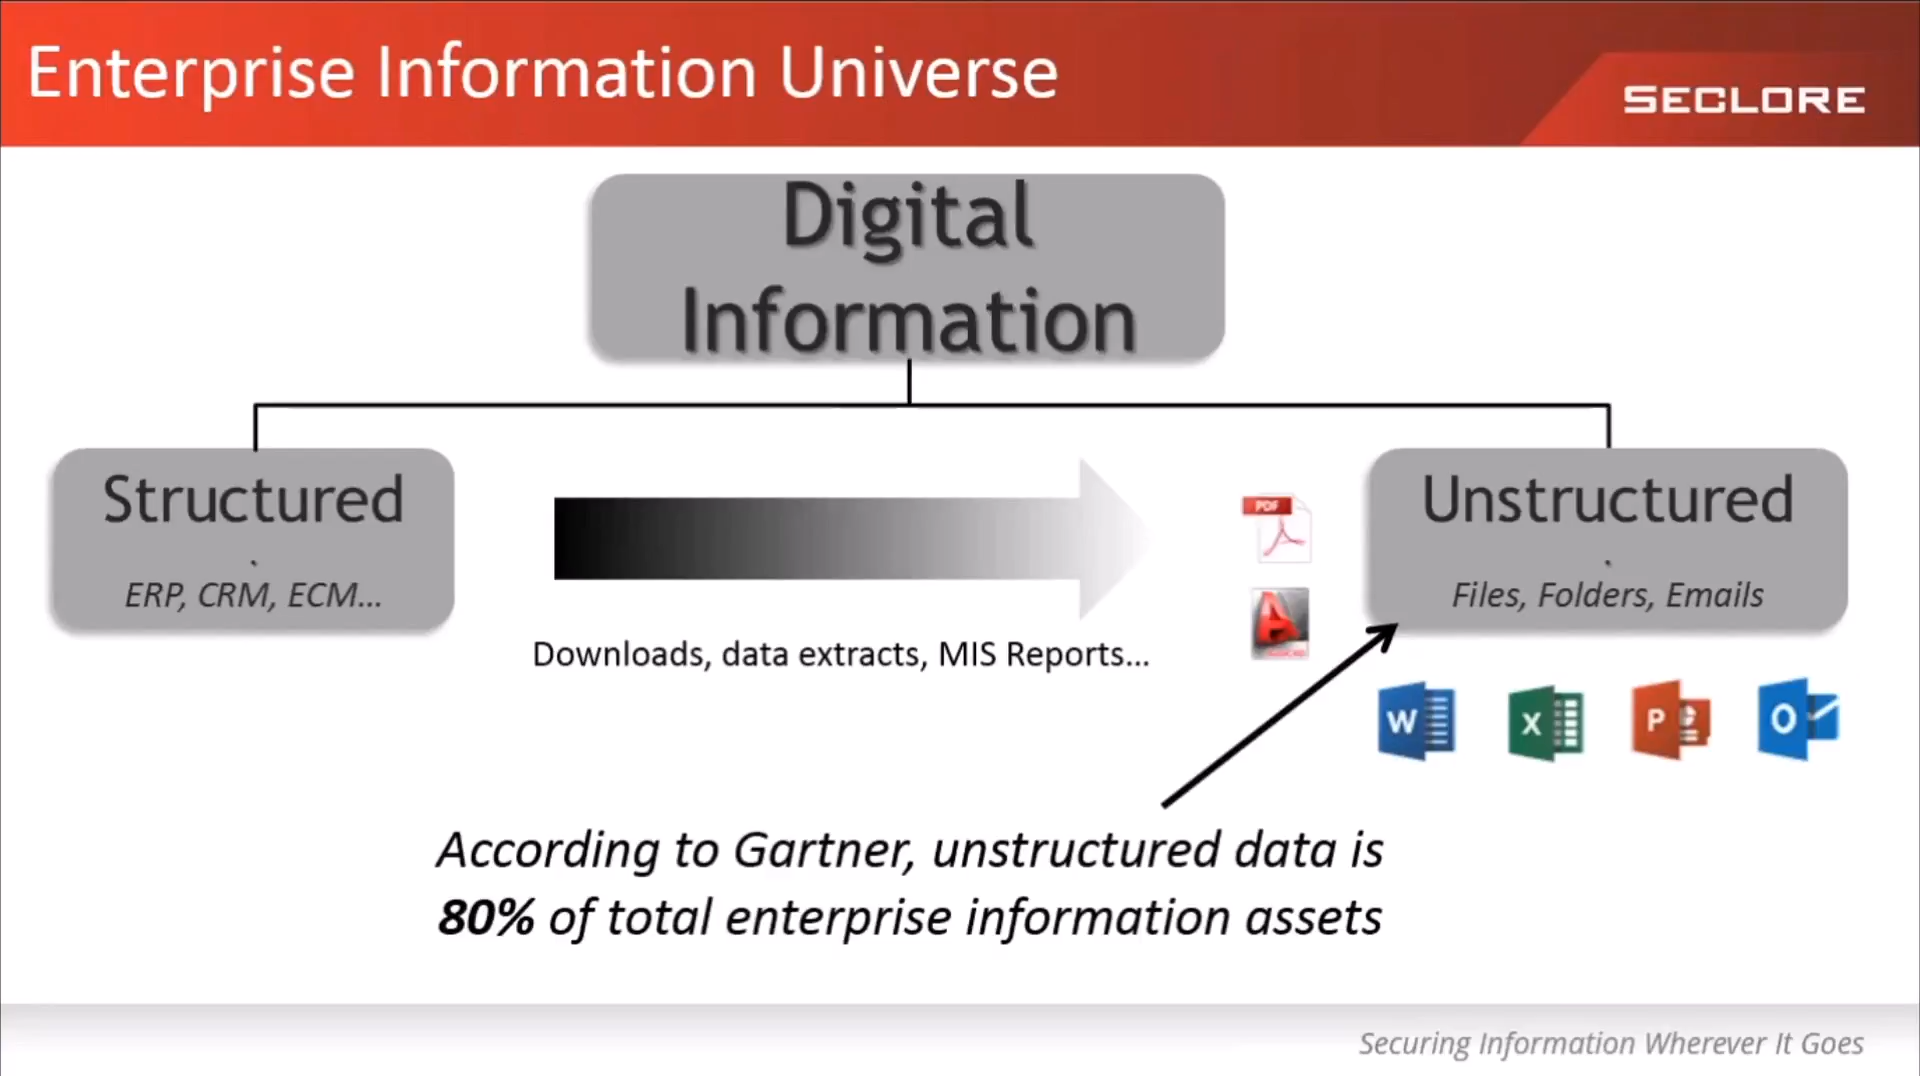 Enterprise Information Universe
SECLORE
Digital
Information
Structured
ERP, CRM, ECM...
Downloads, data extracts, MIS Reports...
PDF
Unstructured
Files, Folders, Emails
W
X
P
O
According to Gartner, unstructured data is
80% of total enterprise information assets
Securing Information Wherever It Goes